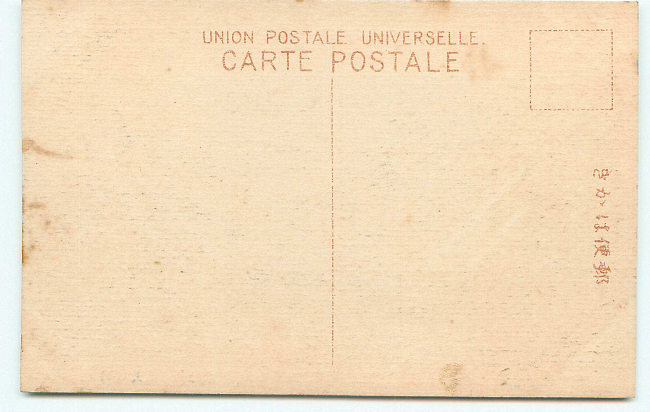 UNION POSTALE UNIVERSELLE.
CARTE POSTALE
きかは便郵